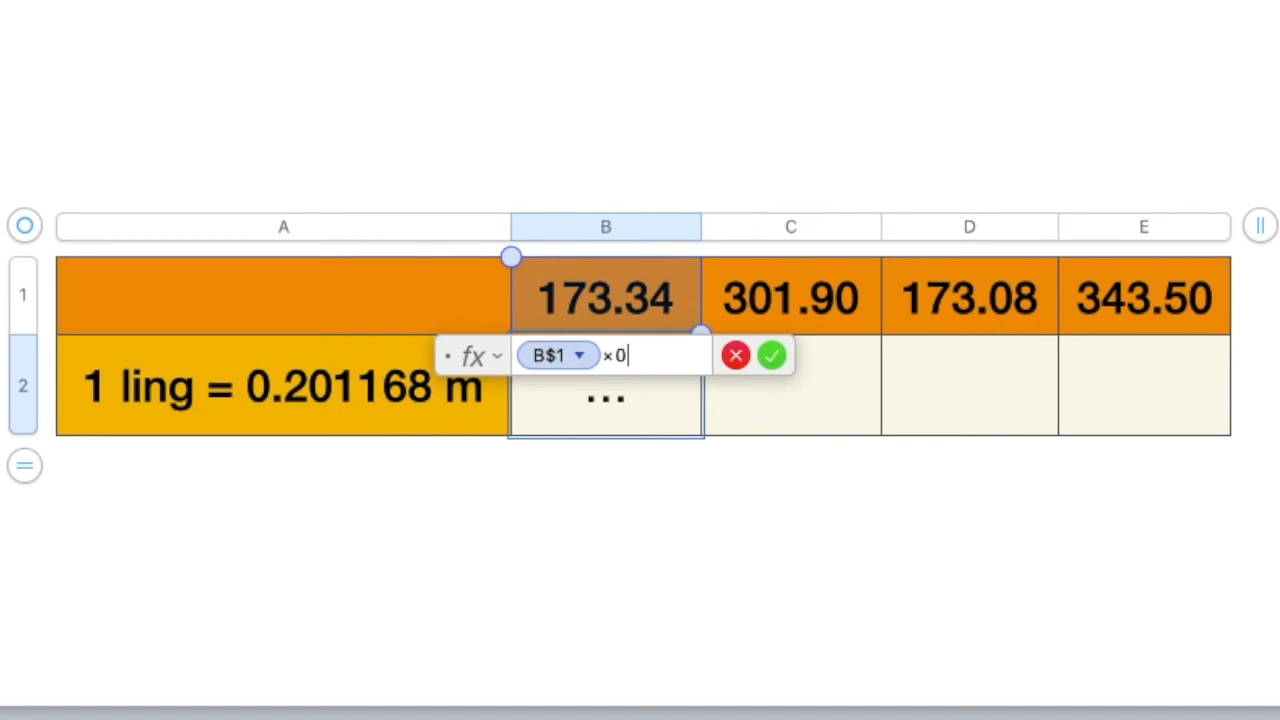 A B C D E
1 173.34 301.90 173.08 343.50
fx B$1 ×0
2 1 ling = 0.201168 m ...